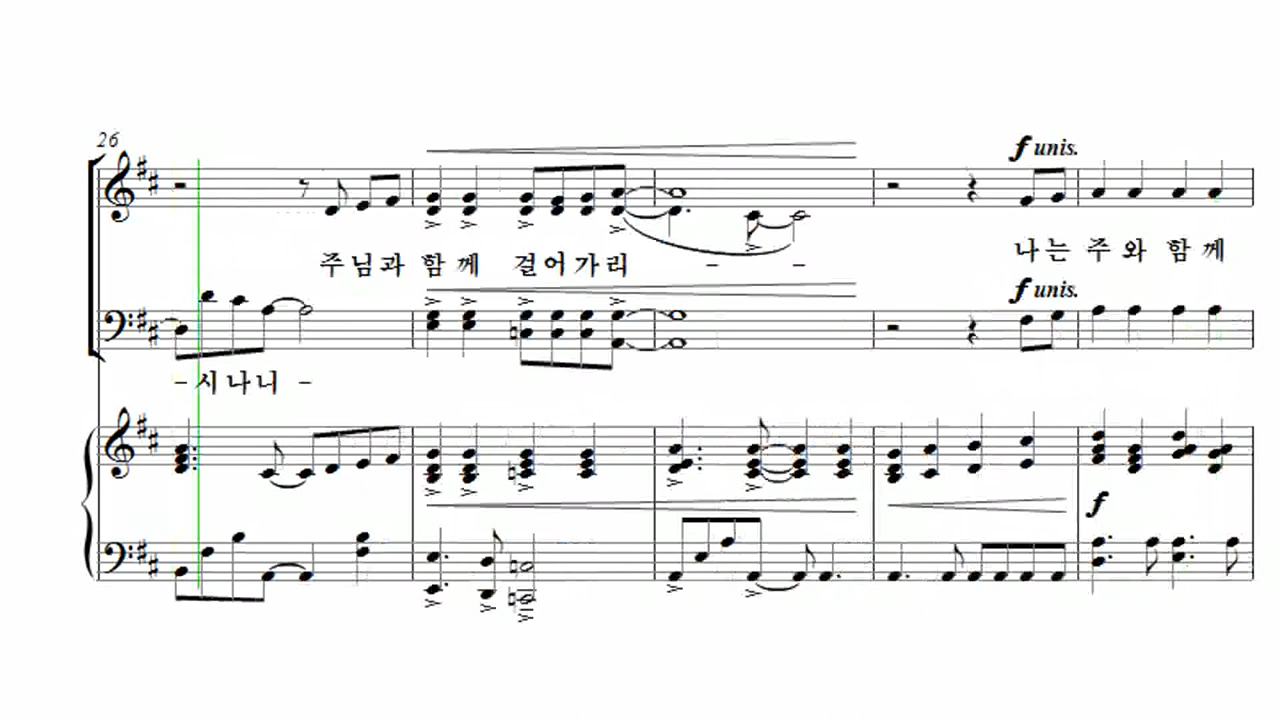 26
f unis.
주님과 함께 걸어가리 - -
나는 주와 함께
f unis.
-시나니 -
f